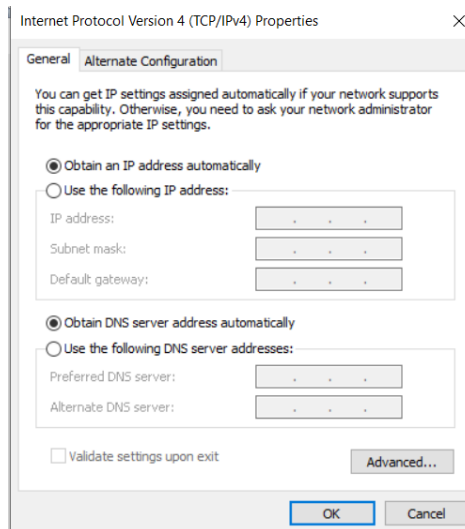 Internet Protocol Version 4 (TCP/IPv4) Properties
General
Alternate Configuration
You can get IP settings assigned automatically if your network supports
this capability. Otherwise, you need to ask your network administrator
for the appropriate IP settings.
Obtain an IP address automatically
Use the following IP address:
IP address:
Subnet mask:
Default gateway:
Obtain DNS server address automatically
Use the following DNS server addresses:
Preferred DNS server:
Alternate DNS server:
Validate settings upon exit
Advanced...
OK
Cancel